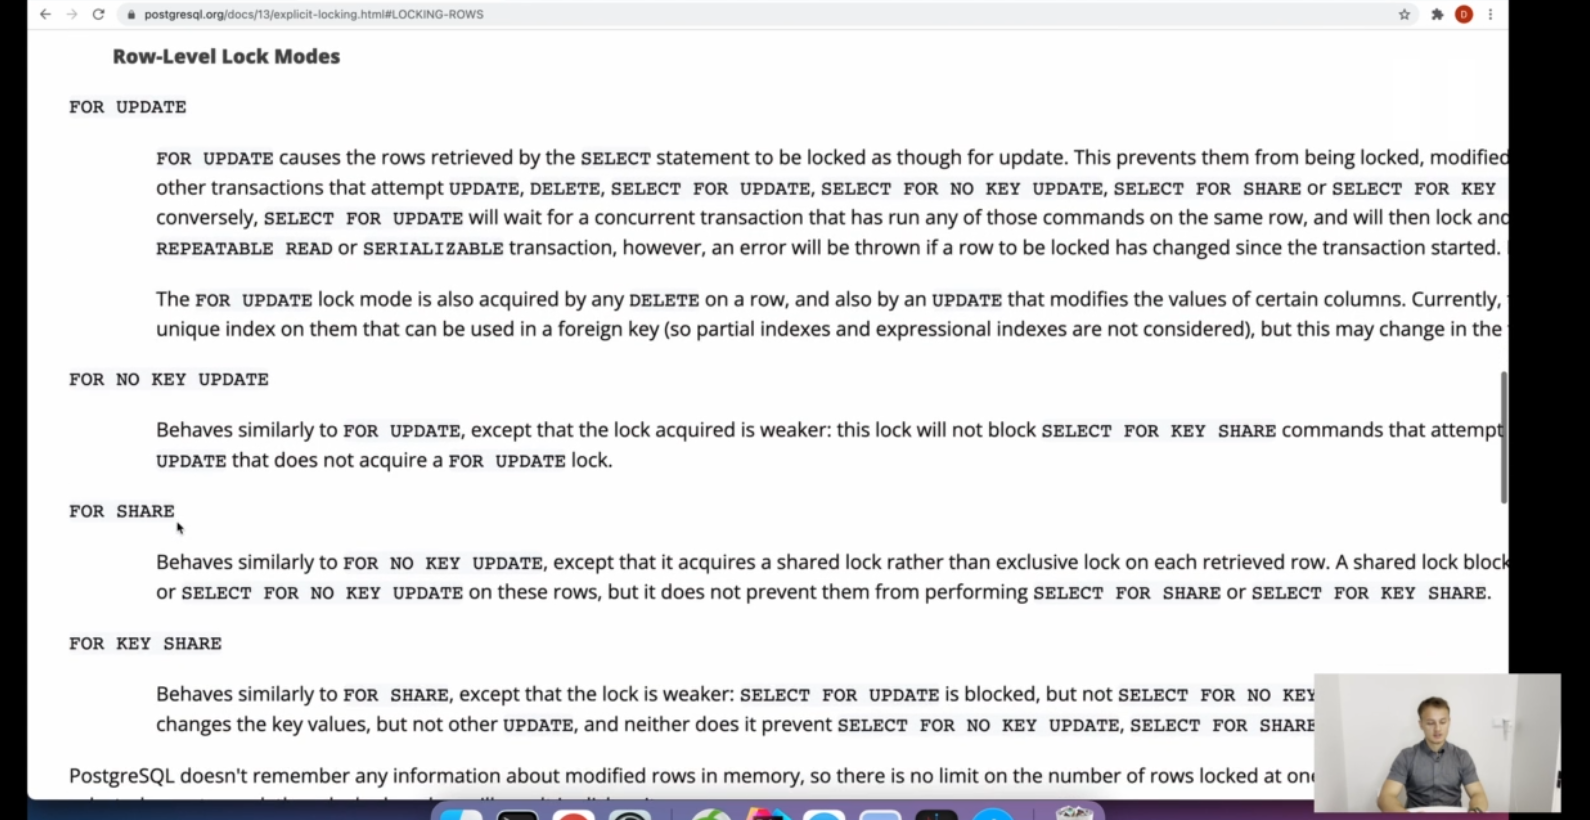 postgresql.org/docs/13/explicit-locking.html#LOCKING-ROWS
D
Row-Level Lock Modes
FOR UPDATE
FOR UPDATE causes the rows retrieved by the SELECT statement to be locked as though for update. This prevents them from being locked, modified
other transactions that attempt UPDATE, DELETE, SELECT FOR UPDATE, SELECT FOR NO KEY UPDATE, SELECT FOR SHARE or SELECT FOR KEY
conversely, SELECT FOR UPDATE will wait for a concurrent transaction that has run any of those commands on the same row, and will then lock and
REPEATABLE READ or SERIALIZABLE transaction, however, an error will be thrown if a row to be locked has changed since the transaction started.
The FOR UPDATE lock mode is also acquired by any DELETE on a row, and also by an UPDATE that modifies the values of certain columns. Currently,
unique index on them that can be used in a foreign key (so partial indexes and expressional indexes are not considered), but this may change in the
FOR NO KEY UPDATE
Behaves similarly to FOR UPDATE, except that the lock acquired is weaker: this lock will not block SELECT FOR KEY SHARE commands that attempt
UPDATE that does not acquire a FOR UPDATE lock.
FOR SHARE
Behaves similarly to FOR NO KEY UPDATE, except that it acquires a shared lock rather than exclusive lock on each retrieved row. A shared lock block
or SELECT FOR NO KEY UPDATE on these rows, but it does not prevent them from performing SELECT FOR SHARE or SELECT FOR KEY SHARE.
FOR KEY SHARE
Behaves similarly to FOR SHARE, except that the lock is weaker: SELECT FOR UPDATE is blocked, but not SELECT FOR NO KEY
changes the key values, but not other UPDATE, and neither does it prevent SELECT FOR NO KEY UPDATE, SELECT FOR SHARE
PostgreSQL doesn't remember any information about modified rows in memory, so there is no limit on the number of rows locked at one